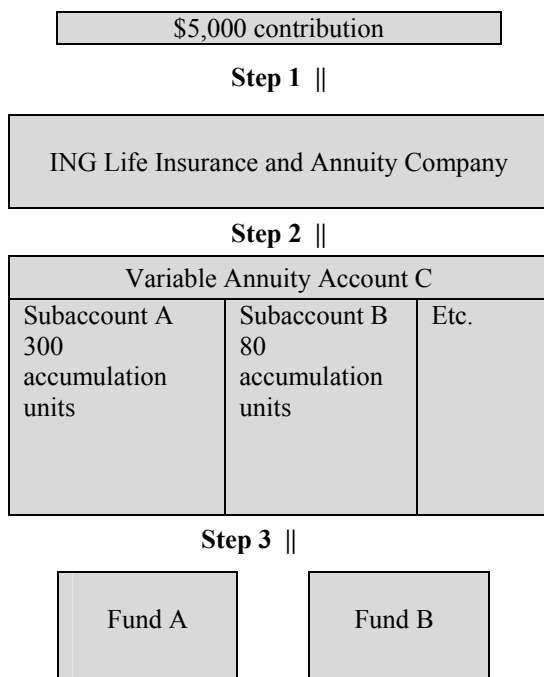 $5,000 contribution
Step 1 ||
ING Life Insurance and Annuity Company
Step 2 ||
Variable Annuity Account C
Subaccount A
300
accumulation
units
Subaccount B
80
accumulation
units
Etc.
Step 3 ||
Fund A
Fund B